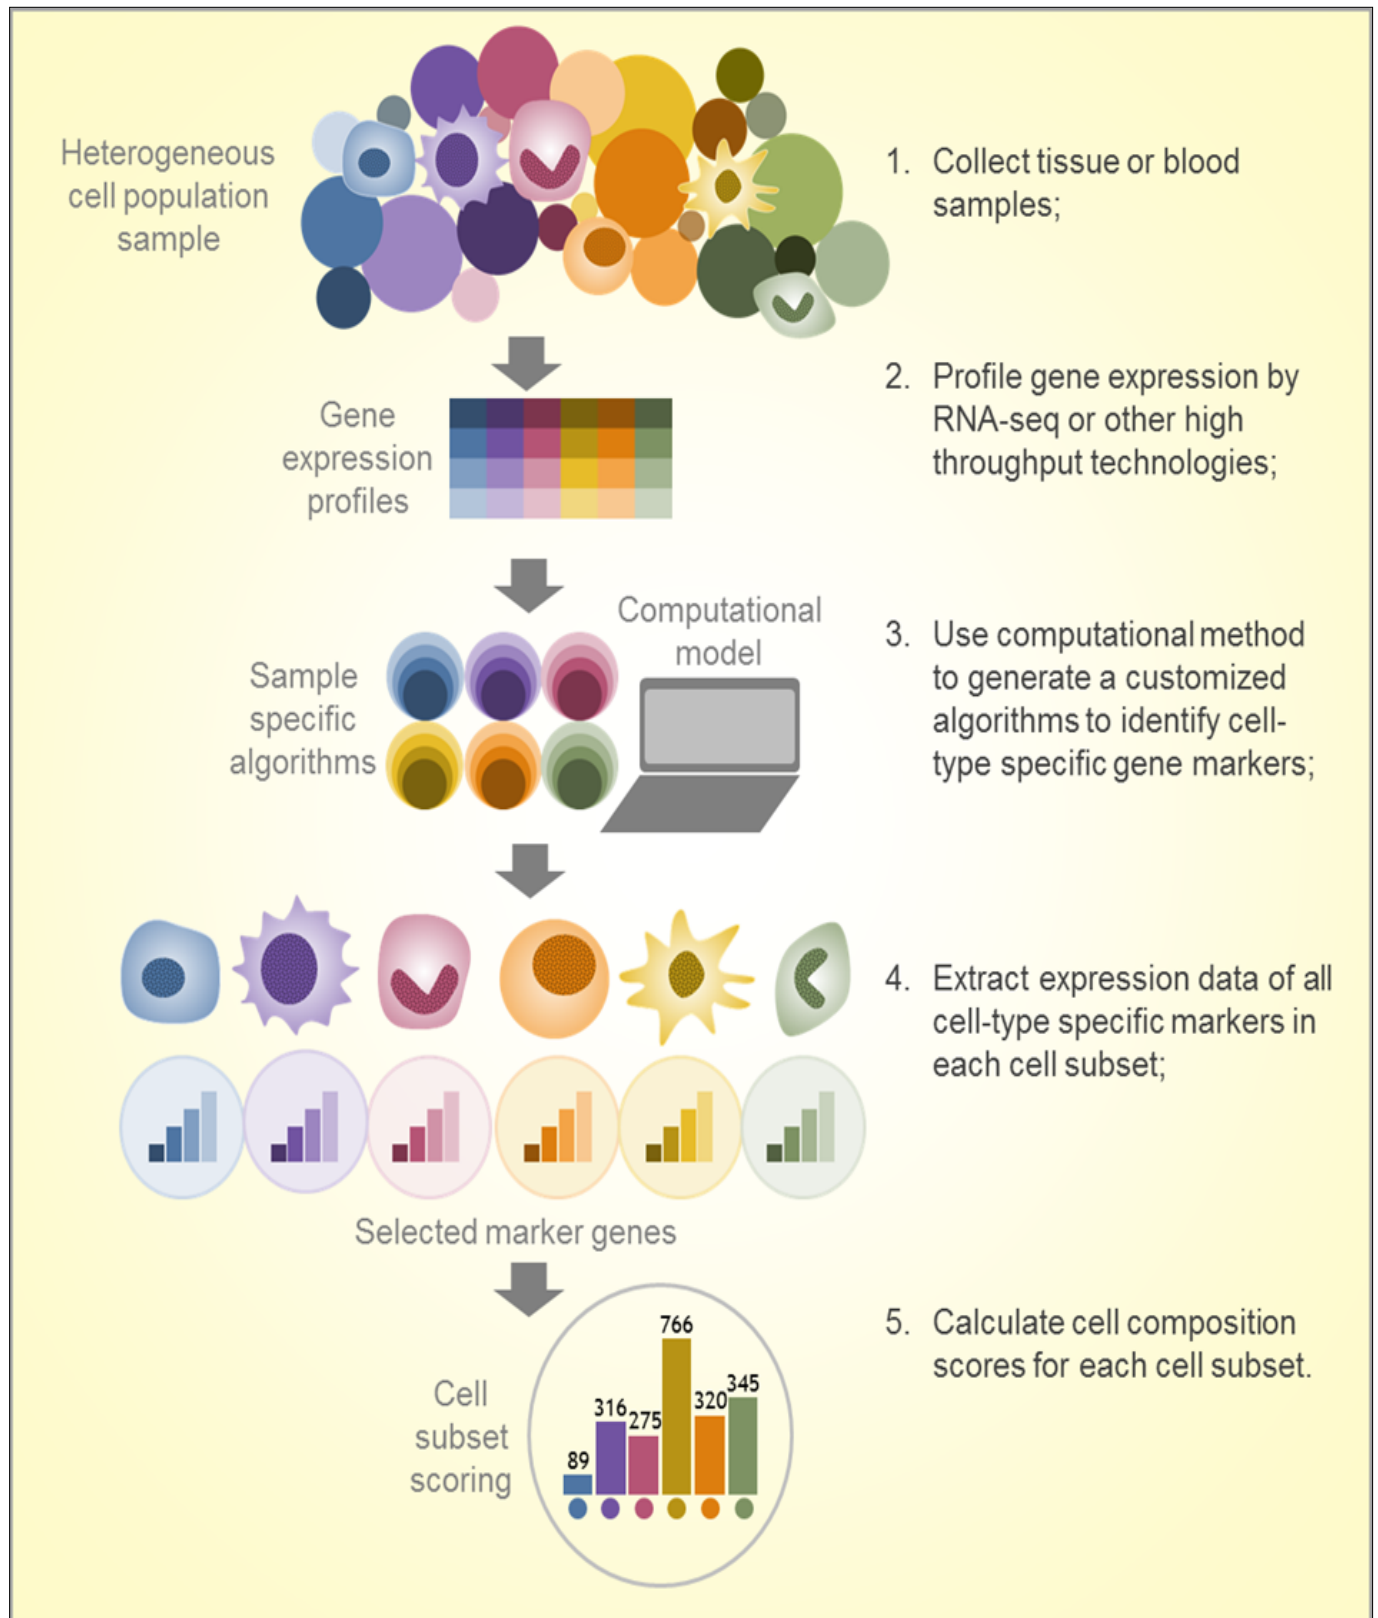 Heterogeneous
cell population
sample
1. Collect tissue or blood
samples;
Gene
expression
profiles
2. Profile gene expression by
RNA-seq or other high
throughput technologies;
Sample
specific
algorithms
Computational
model
3. Use computational method
to generate a customized
algorithms to identify cell-
type specific gene markers;
4. Extract expression data of all
cell-type specific markers in
each cell subset;
Selected marker genes
Cell
subset
scoring
89
316
275
766
320
345
5. Calculate cell composition
scores for each cell subset.